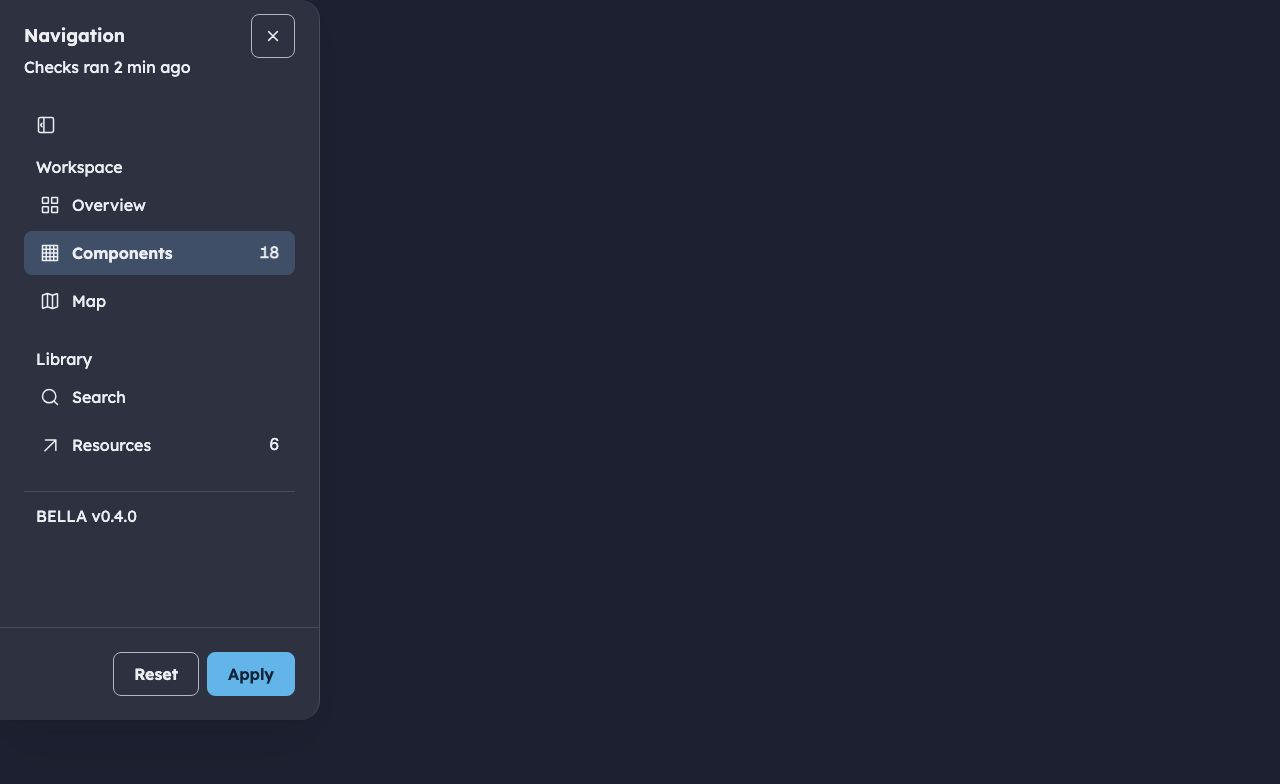 Navigation
Checks ran 2 min ago
Workspace
Overview
Components 18
Map
Library
Search
Resources 6
BELLA v0.4.0
Reset Apply